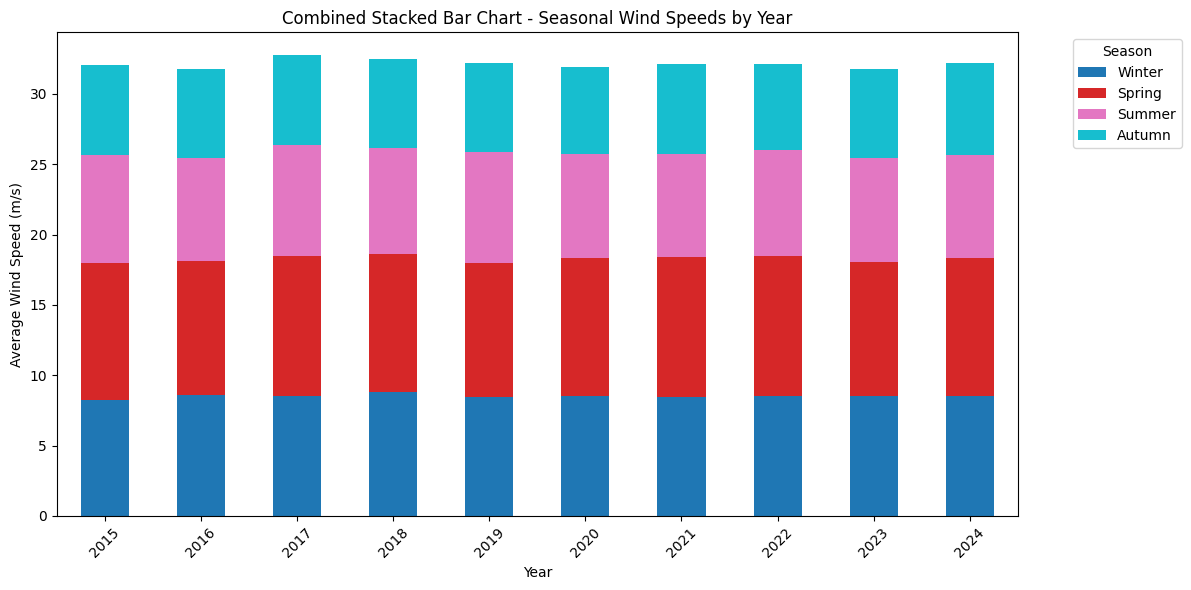 Combined Stacked Bar Chart - Seasonal Wind Speeds by Year
Season
Winter
Spring
Summer
Autumn
Average Wind Speed (m/s)
30
25
20
15
10
5
0
2015
2016
2017
2018
2019
2020
2021
2022
2023
2024
Year